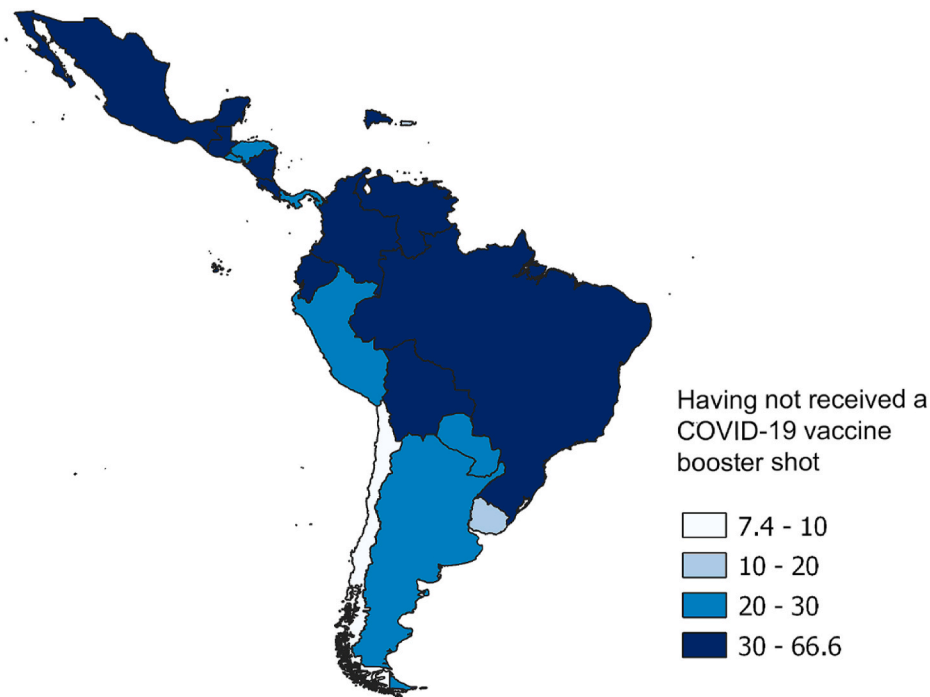 Having not received a
COVID-19 vaccine
booster shot
7.4 - 10
10 - 20
20 - 30
30 - 66.6